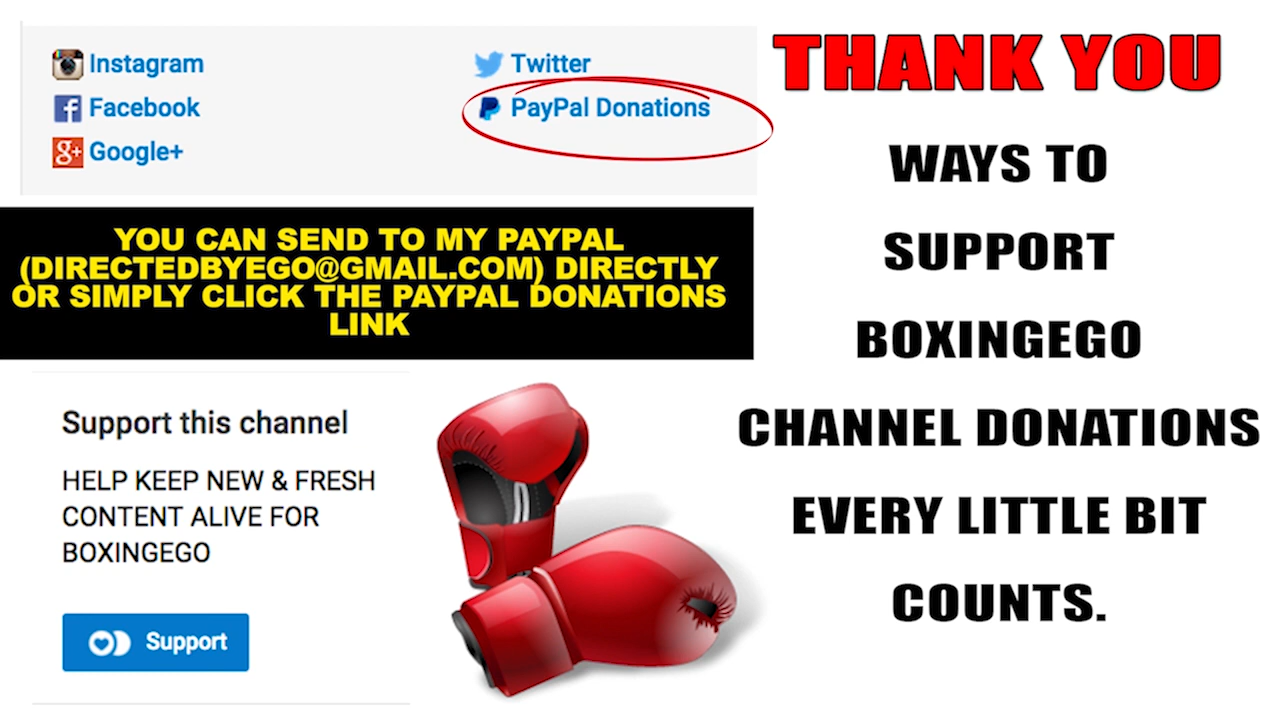 Instagram
Twitter
Facebook
PayPal Donations
Google+
YOU CAN SEND TO MY PAYPAL
(DIRECTEDBYEGO@GMAIL.COM) DIRECTLY
OR SIMPLY CLICK THE PAYPAL DONATIONS
LINK
Support this channel
HELP KEEP NEW & FRESH
CONTENT ALIVE FOR
BOXINGEGO
Support
THANK YOU
WAYS TO
SUPPORT
BOXINGEGO
CHANNEL DONATIONS
EVERY LITTLE BIT
COUNTS.